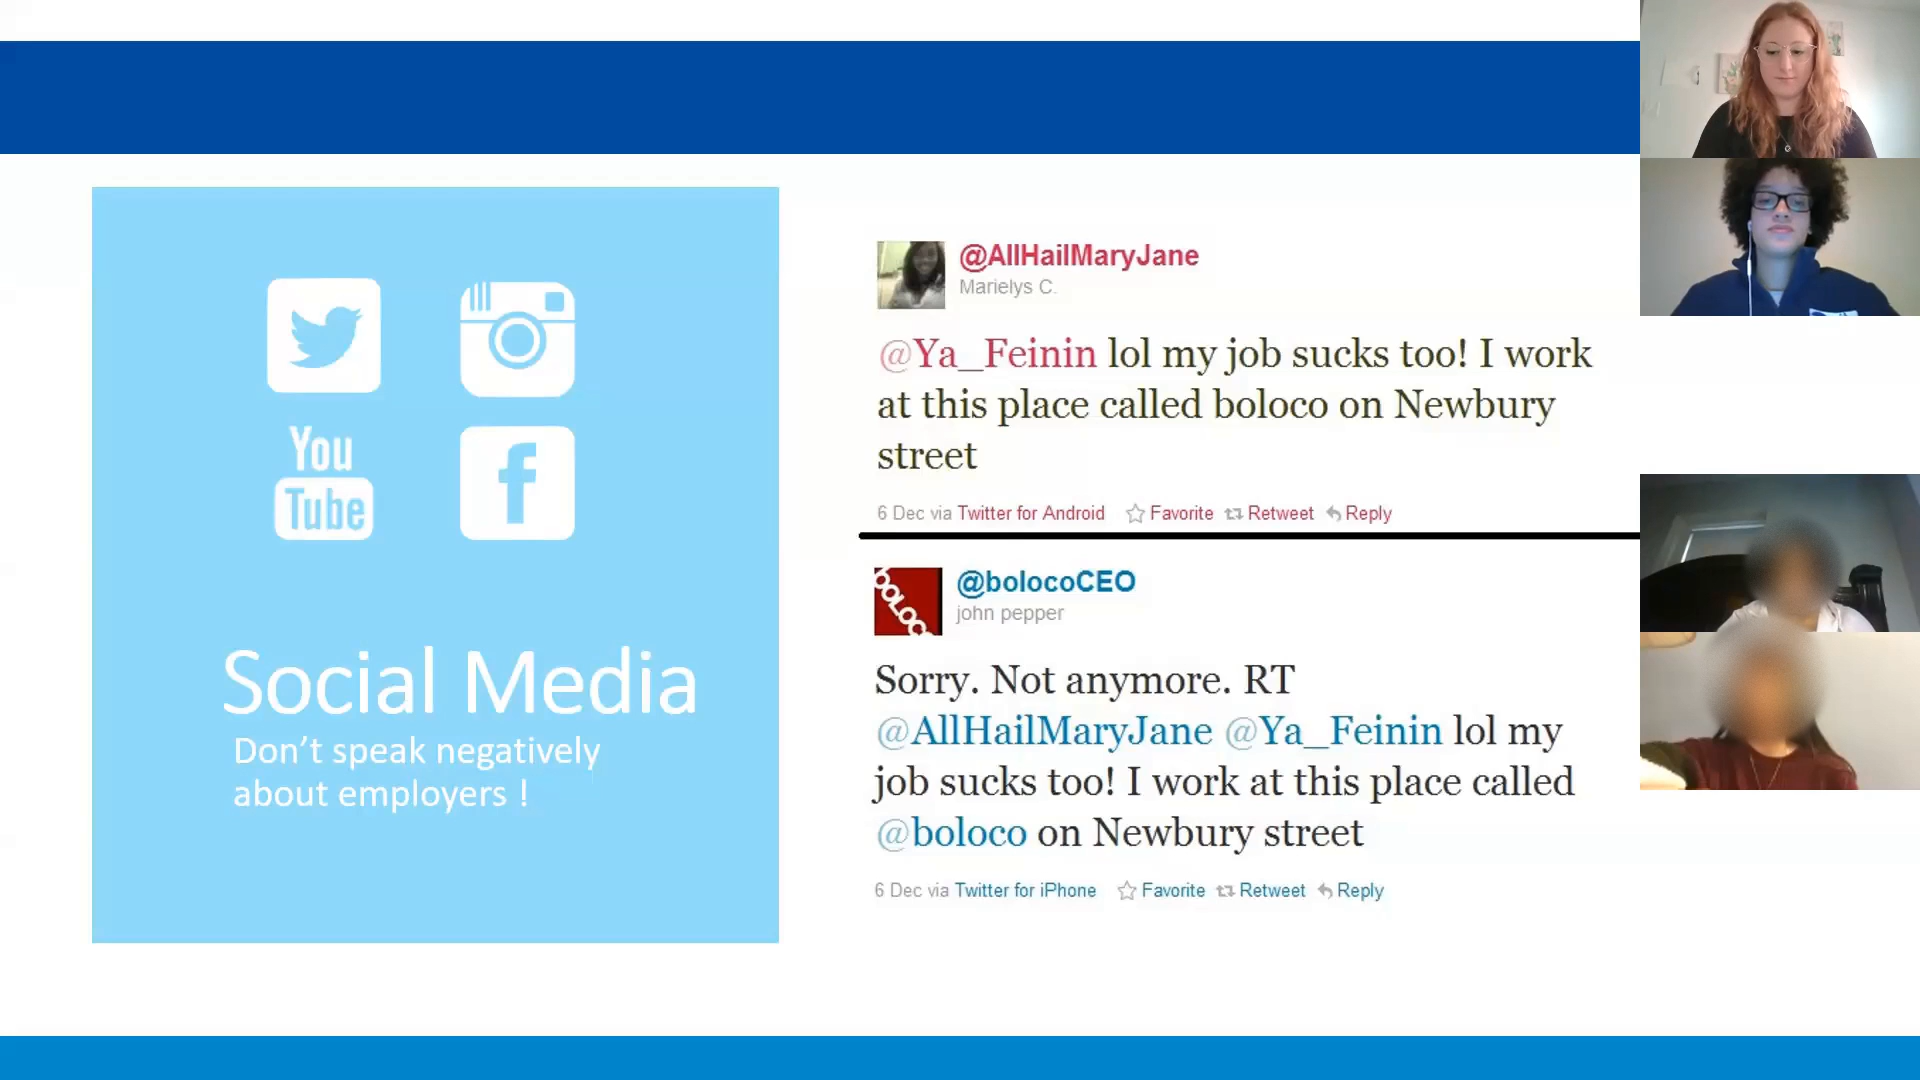 You
Tube
Social Media
Don’t speak negatively
about employers !
@AllHailMaryJane
Marielys C.
@Ya_Feinin lol my job sucks too! I work
at this place called boloco on Newbury
street
6 Dec via Twitter for Android Favorite Retweet Reply
BOLOCO
@bolocoCEO
john pepper
Sorry. Not anymore. RT
@AllHailMaryJane @Ya_Feinin lol my
job sucks too! I work at this place called
@boloco on Newbury street
6 Dec via Twitter for iPhone Favorite Retweet Reply